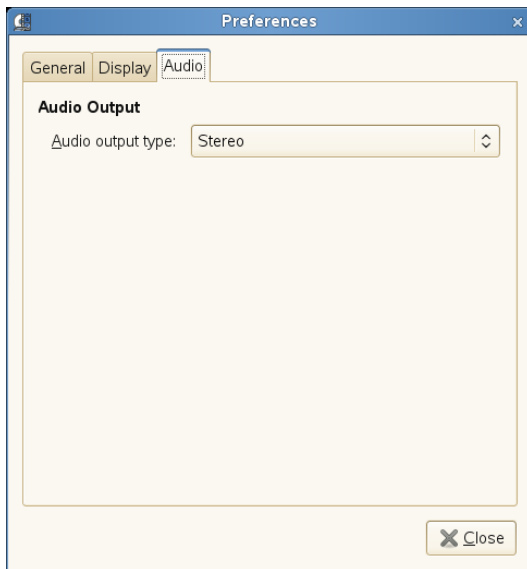 Preferences
General Display Audio
Audio Output
Audio output type: Stereo
Close